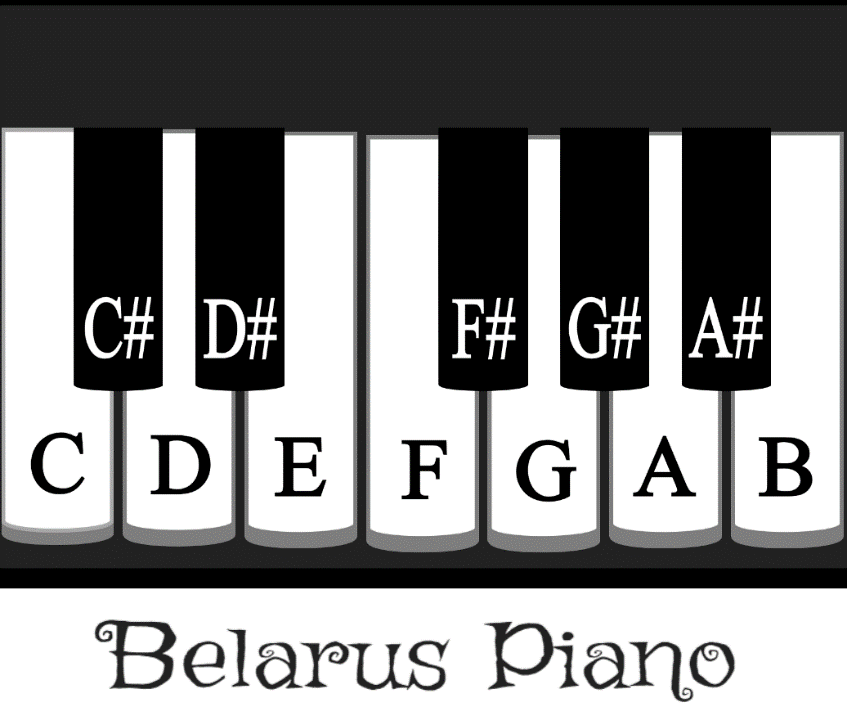 C# D# F# G# A#
C D E F G A B
Belarus Piano